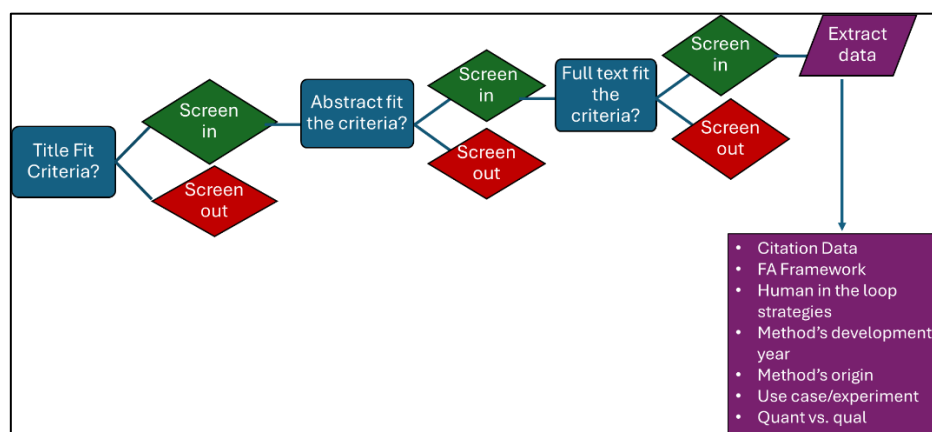 Title Fit
Criteria?
Screen
in
Screen
out
Abstract fit
the criteria?
Screen
in
Screen
out
Full text fit
the
criteria?
Screen
in
Screen
out
Extract
data
• Citation Data
• FA Framework
• Human in the loop
strategies
• Method's development
year
• Method's origin
• Use case/experiment
• Quant vs. qual